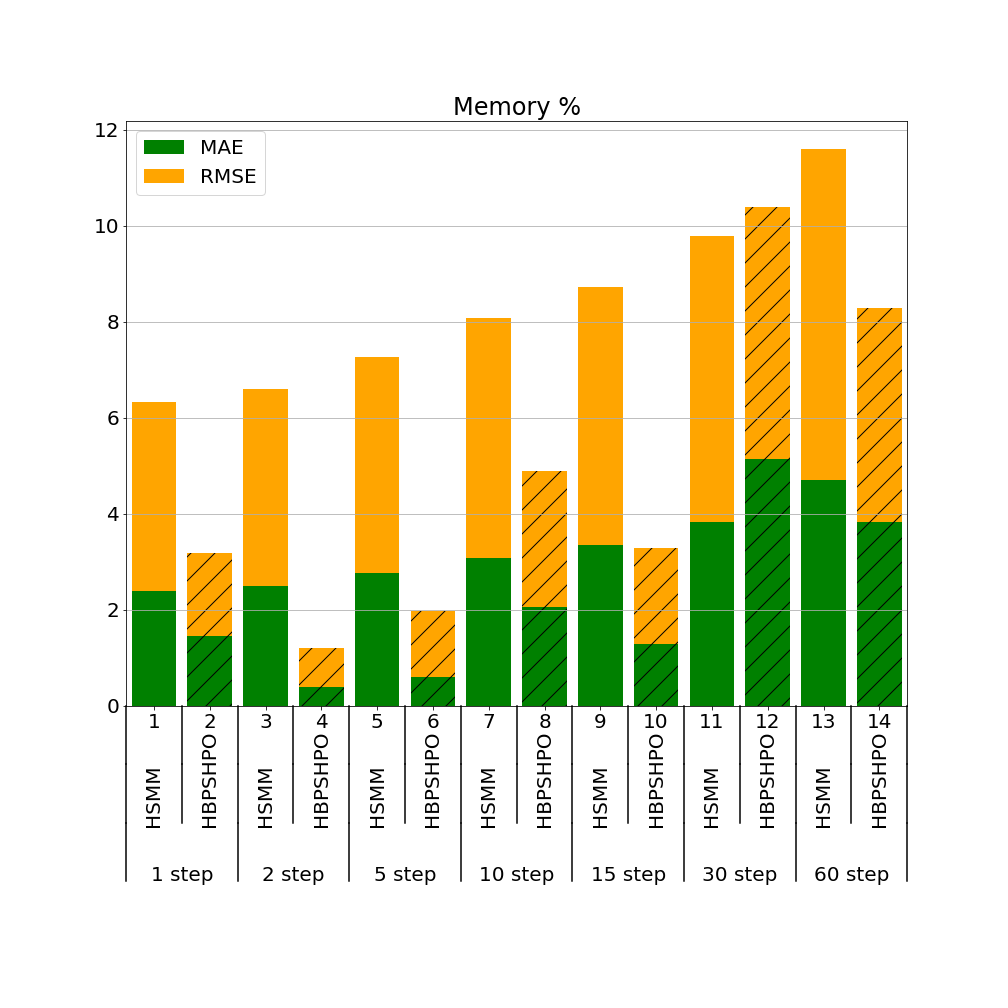 Memory %
MAE
RMSE
12
10
8
6
4
2
0
1 2 3 4 5 6 7 8 9 10 11 12 13 14
HSMM HBPSHPO HSMM HBPSHPO HSMM HBPSHPO HSMM HBPSHPO HSMM HBPSHPO HSMM HBPSHPO HSMM HBPSHPO
1 step 2 step 5 step 10 step 15 step 30 step 60 step